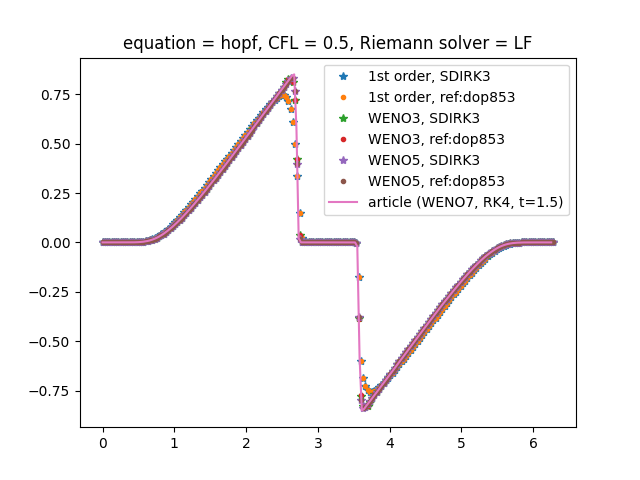 equation = hopf, CFL = 0.5, Riemann solver = LF
1st order, SDIRK3
1st order, ref:dop853
WENO3, SDIRK3
WENO3, ref:dop853
WENO5, SDIRK3
WENO5, ref:dop853
article (WENO7, RK4, t=1.5)
0.75
0.50
0.25
0.00
−0.25
−0.50
−0.75
0 1 2 3 4 5 6